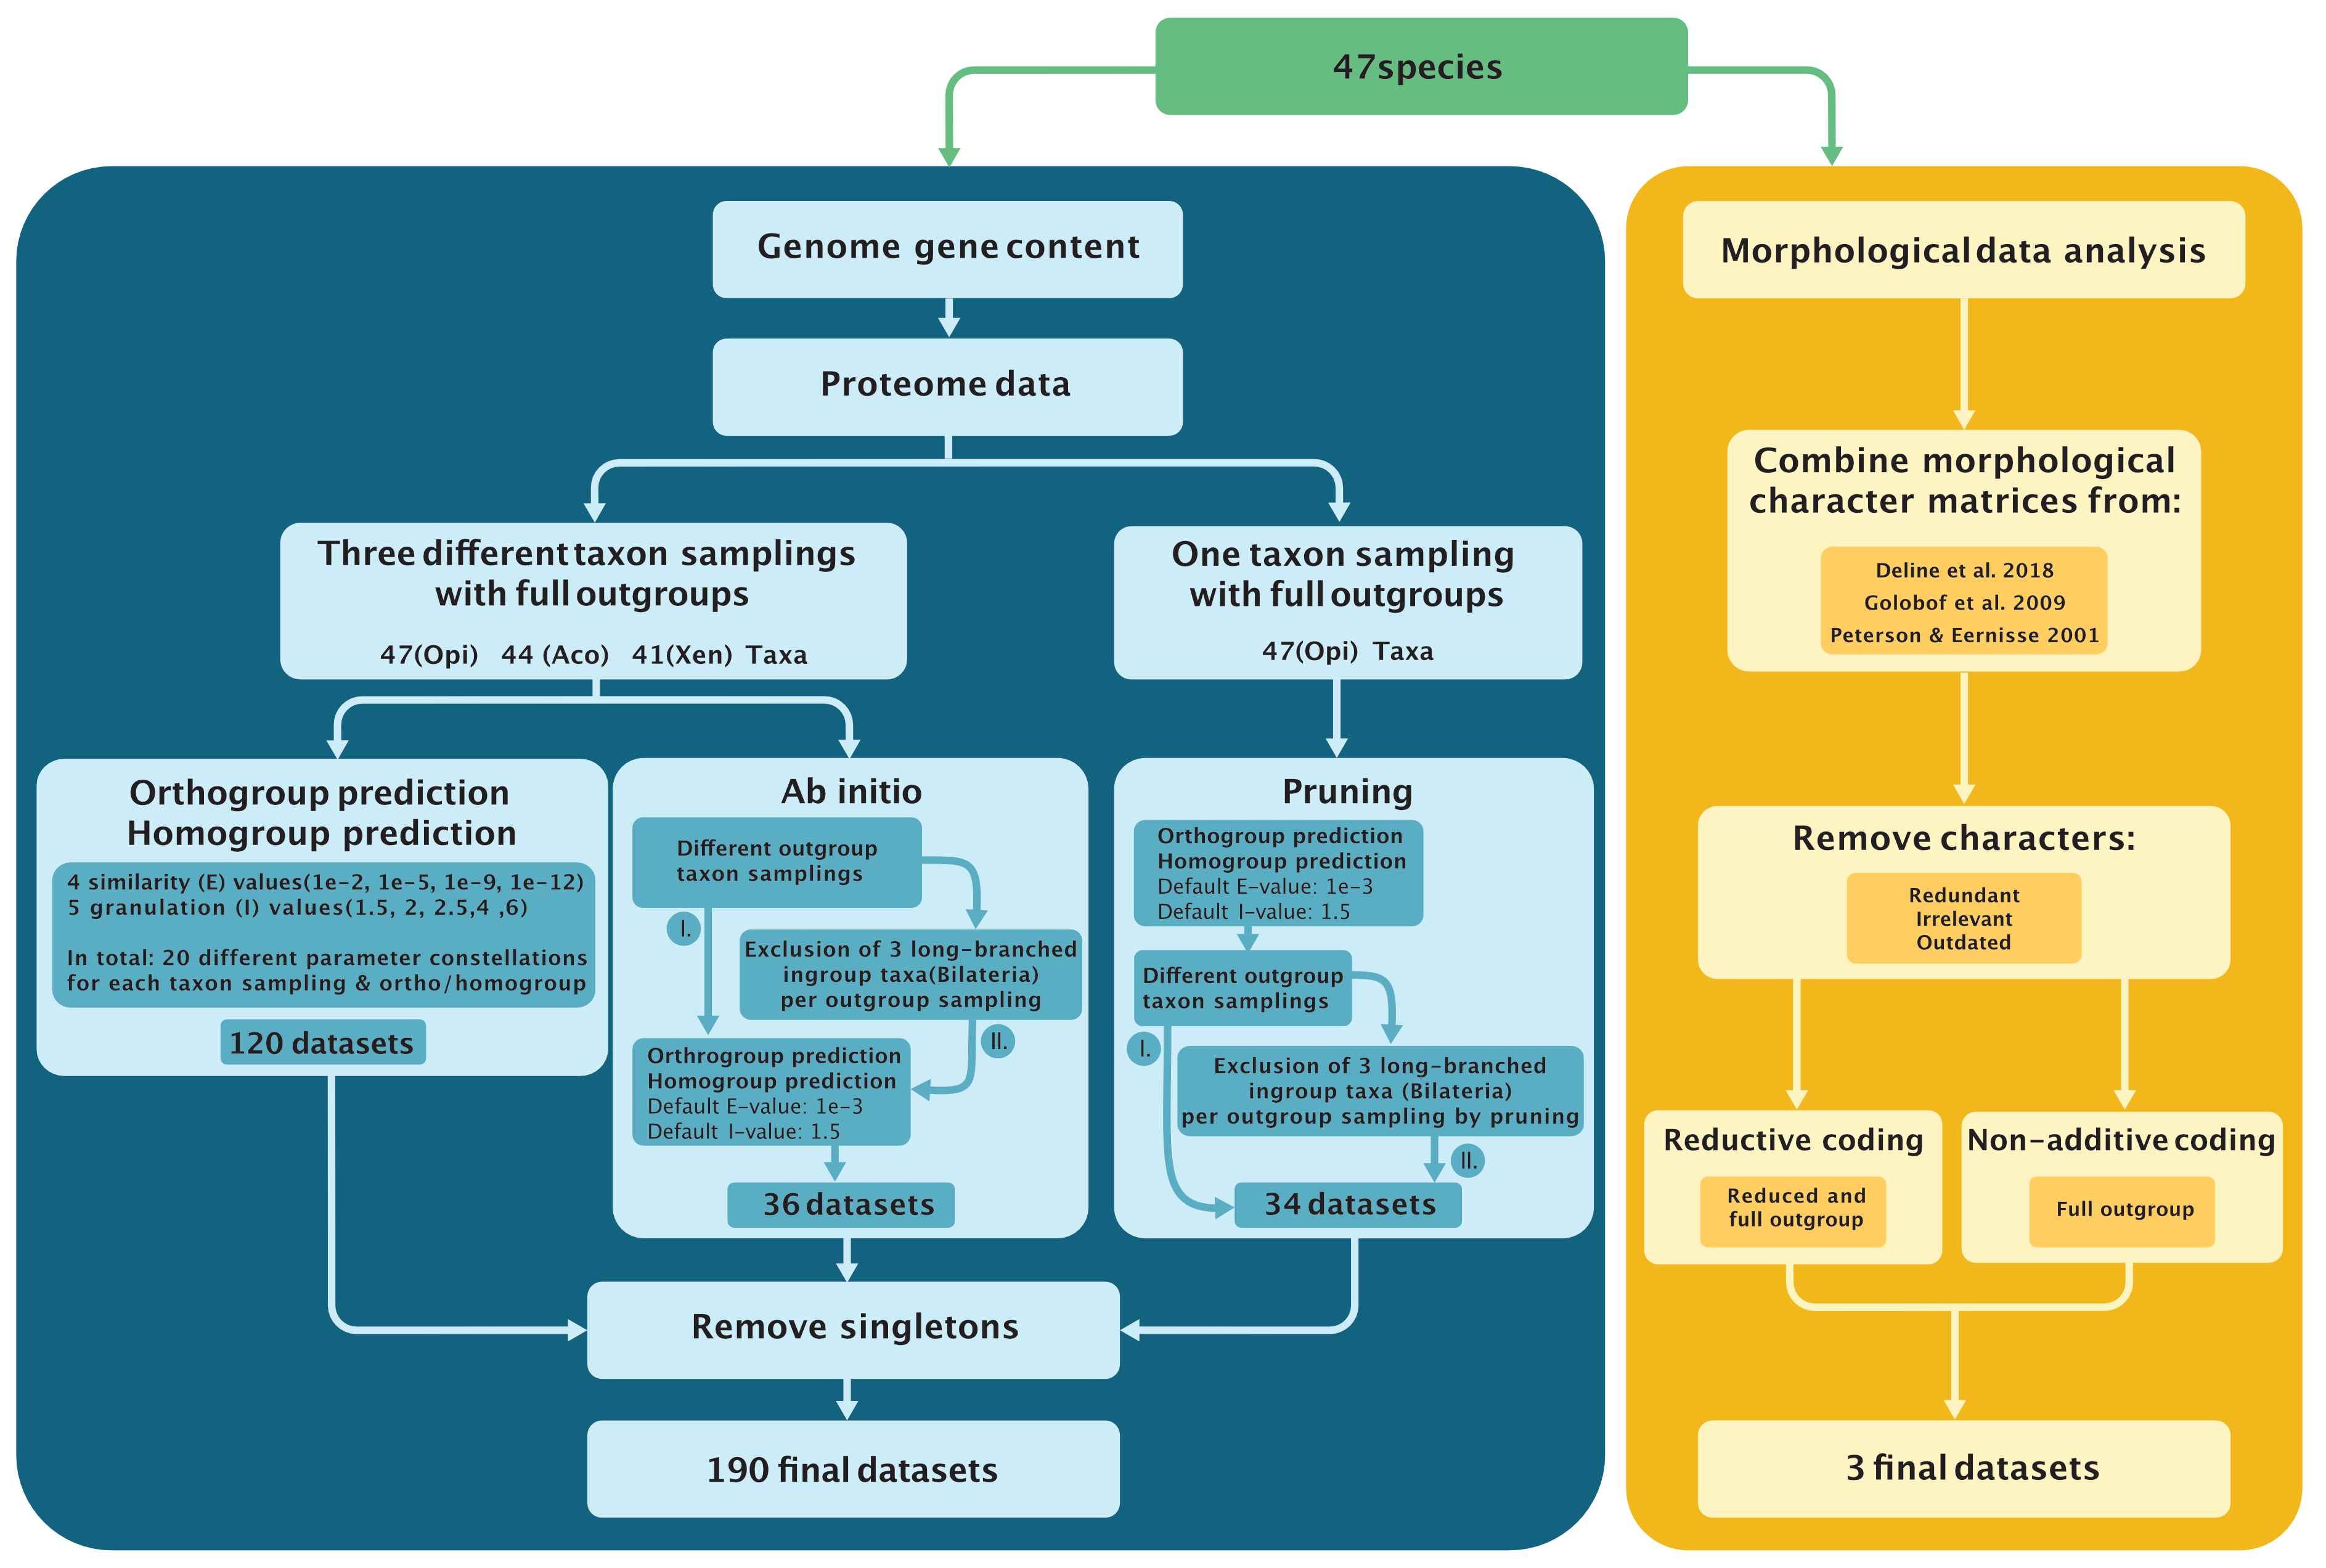 47 species
Genome gene content
Proteome data
Three different taxon samplings
with full outgroups
47(Opi) 44 (Aco) 41(Xen) Taxa
One taxon sampling
with full outgroups
47(Opi) Taxa
Orthogroup prediction
Homogroup prediction
4 similarity (E) values(1e-2, 1e-5, 1e-9, 1e-12)
5 granulation (I) values(1.5, 2, 2.5,4 ,6)
In total: 20 different parameter constellations
for each taxon sampling & ortho/homogroup
120 datasets
Ab initio
Different outgroup
taxon samplings
I.
Exclusion of 3 long-branched
ingroup taxa(Bilateria)
per outgroup sampling
II.
Orthrogroup prediction
Homogroup prediction
Default E-value: 1e-3
Default I-value: 1.5
36 datasets
Pruning
Orthogroup prediction
Homogroup prediction
Default E-value: 1e-3
Default I-value: 1.5
Different outgroup
taxon samplings
I.
Exclusion of 3 long-branched
ingroup taxa (Bilateria)
per outgroup sampling by pruning
II.
34 datasets
Remove singletons
190 final datasets
Morphological data analysis
Combine morphological
character matrices from:
Deline et al. 2018
Golobof et al. 2009
Peterson & Eernisse 2001
Remove characters:
Redundant
Irrelevant
Outdated
Reductive coding
Reduced and
full outgroup
Non-additive coding
Full outgroup
3 final datasets